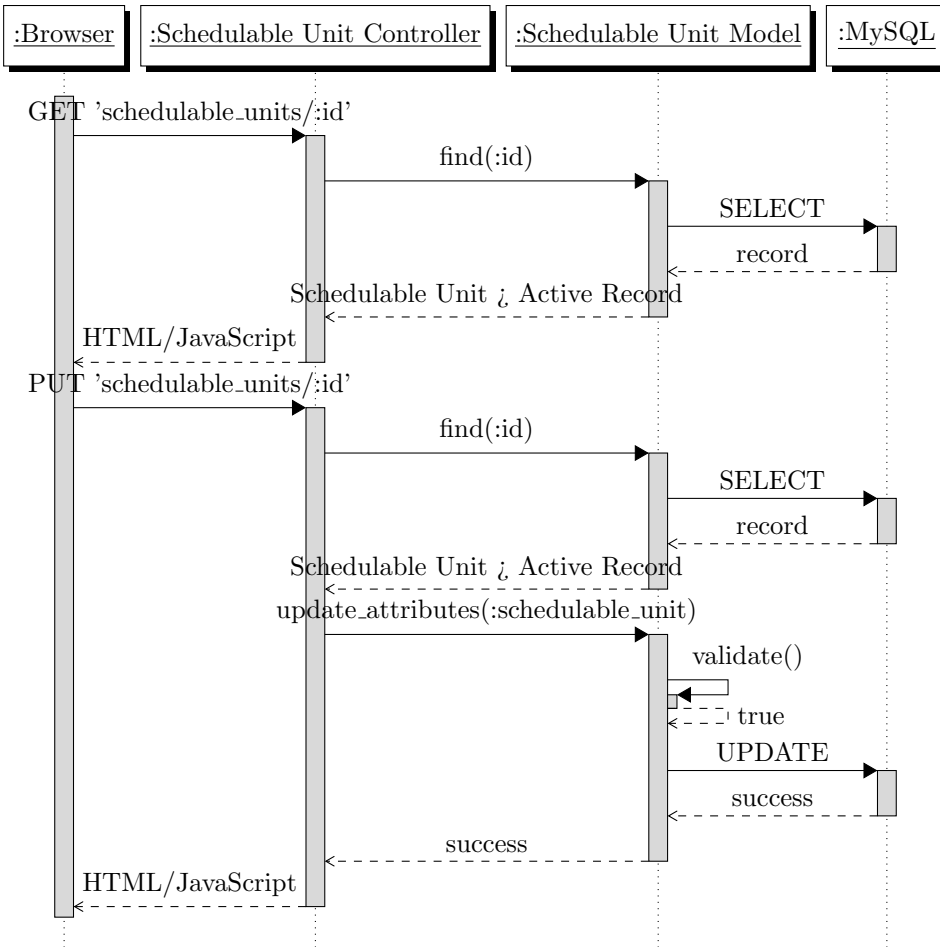 :Browser
:Schedulable Unit Controller
:Schedulable Unit Model
:MySQL
GET ’schedulable_units/:id’
find(:id)
SELECT
record
Schedulable Unit ¿ Active Record
HTML/JavaScript
PUT ’schedulable_units/:id’
find(:id)
SELECT
record
Schedulable Unit ¿ Active Record
update_attributes(:schedulable_unit)
validate()
true
UPDATE
success
success
HTML/JavaScript